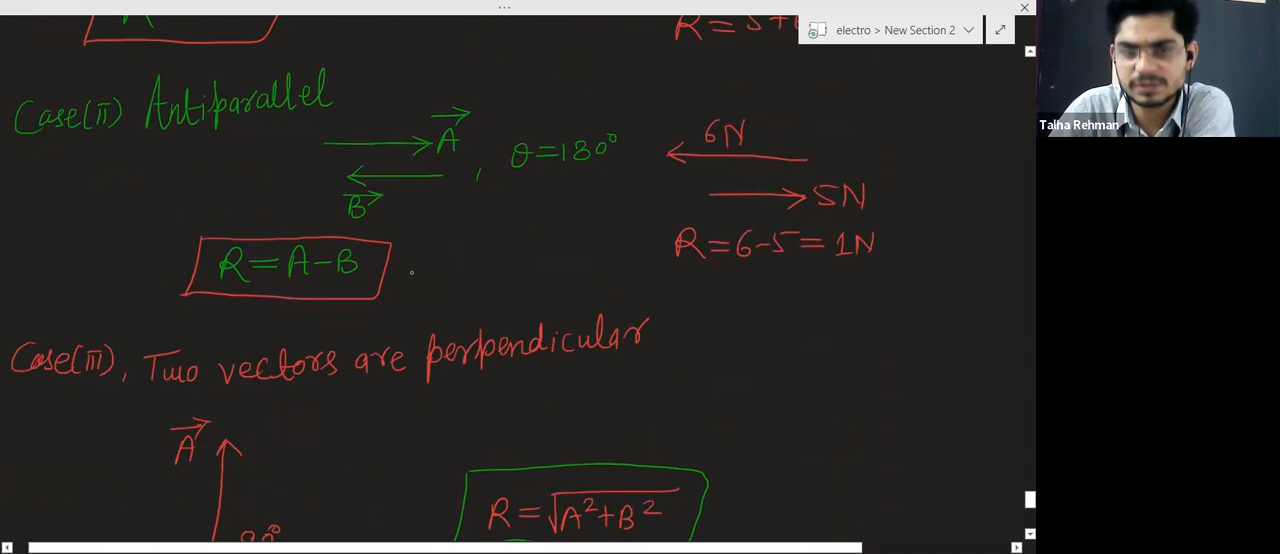 R = 5+
electro > New Section 2
Case(II) Antiparallel
A
B
, θ=180°
6N
5N
R=6-5=1N
R=A-B
Talha Rehman
Case(III), Two vectors are perpendicular
A
R=√A²+B²